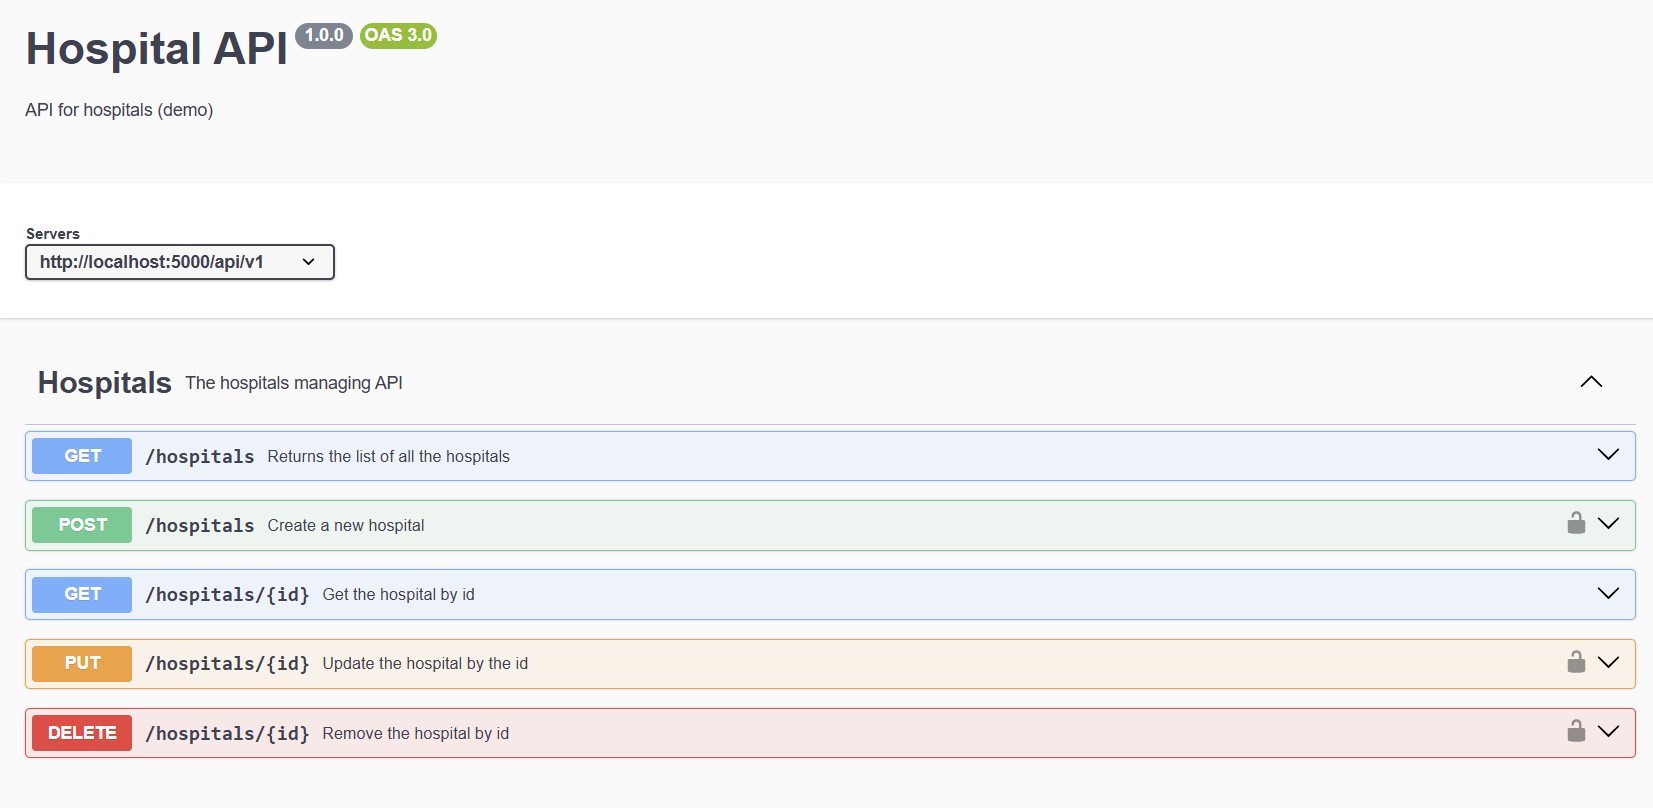 Hospital API 1.0.0 OAS 3.0
API for hospitals (demo)
Servers
http://localhost:5000/api/v1
Hospitals The hospitals managing API
GET /hospitals Returns the list of all the hospitals
POST /hospitals Create a new hospital
GET /hospitals/{id} Get the hospital by id
PUT /hospitals/{id} Update the hospital by the id
DELETE /hospitals/{id} Remove the hospital by id